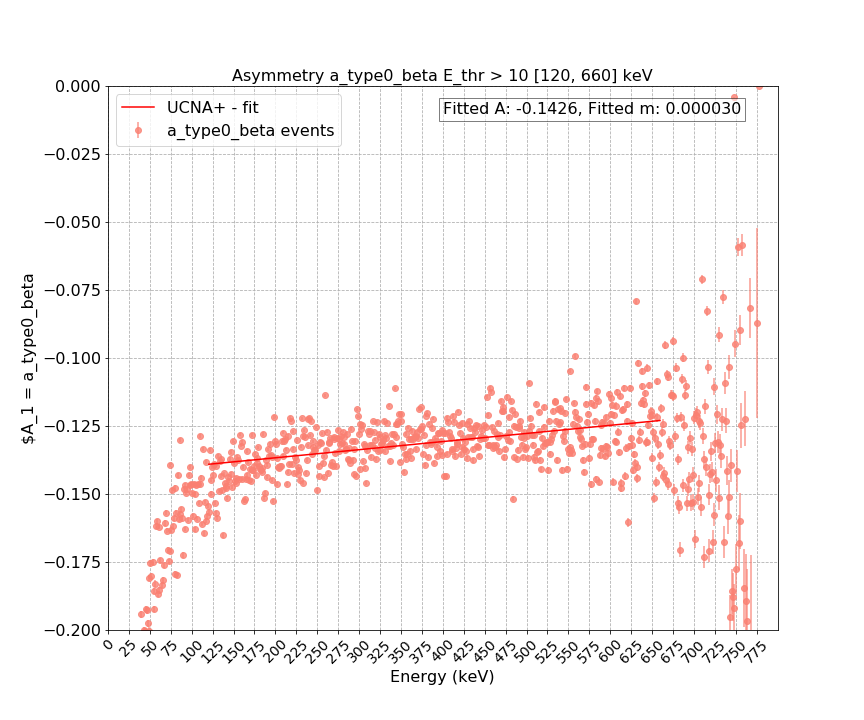 Asymmetry a_type0_beta E_thr > 10 [120, 660] keV
UCNA+ - fit
a_type0_beta events
Fitted A: -0.1426, Fitted m: 0.000030
$A_1 = a_type0_beta
0.000
−0.025
−0.050
−0.075
−0.100
−0.125
−0.150
−0.175
−0.200
0 25 50 75 100 125 150 175 200 225 250 275 300 325 350 375 400 425 450 475 500 525 550 575 600 625 650 675 700 725 750 775
Energy (keV)